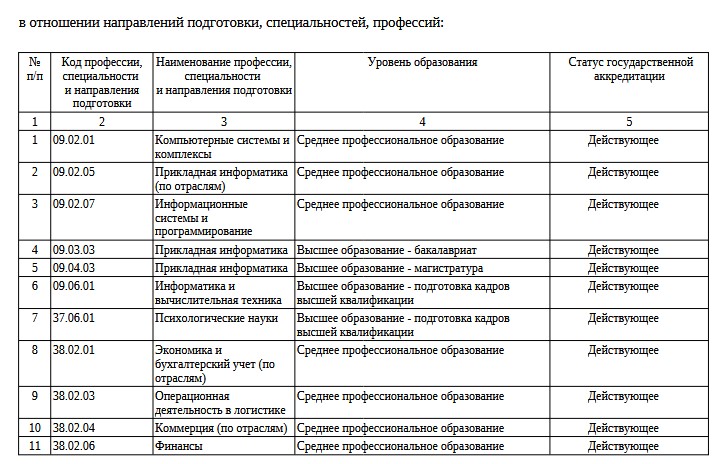 в отношении направлений подготовки, специальностей, профессий:
№ п/п | Код профессии, специальности и направления подготовки | Наименование профессии, специальности и направления подготовки | Уровень образования | Статус государственной аккредитации
1 | 2 | 3 | 4 | 5
1 | 09.02.01 | Компьютерные системы и комплексы | Среднее профессиональное образование | Действующее
2 | 09.02.05 | Прикладная информатика (по отраслям) | Среднее профессиональное образование | Действующее
3 | 09.02.07 | Информационные системы и программирование | Среднее профессиональное образование | Действующее
4 | 09.03.03 | Прикладная информатика | Высшее образование - бакалавриат | Действующее
5 | 09.04.03 | Прикладная информатика | Высшее образование - магистратура | Действующее
6 | 09.06.01 | Информатика и вычислительная техника | Высшее образование - подготовка кадров высшей квалификации | Действующее
7 | 37.06.01 | Психологические науки | Высшее образование - подготовка кадров высшей квалификации | Действующее
8 | 38.02.01 | Экономика и бухгалтерский учет (по отраслям) | Среднее профессиональное образование | Действующее
9 | 38.02.03 | Операционная деятельность в логистике | Среднее профессиональное образование | Действующее
10 | 38.02.04 | Коммерция (по отраслям) | Среднее профессиональное образование | Действующее
11 | 38.02.06 | Финансы | Среднее профессиональное образование | Действующее